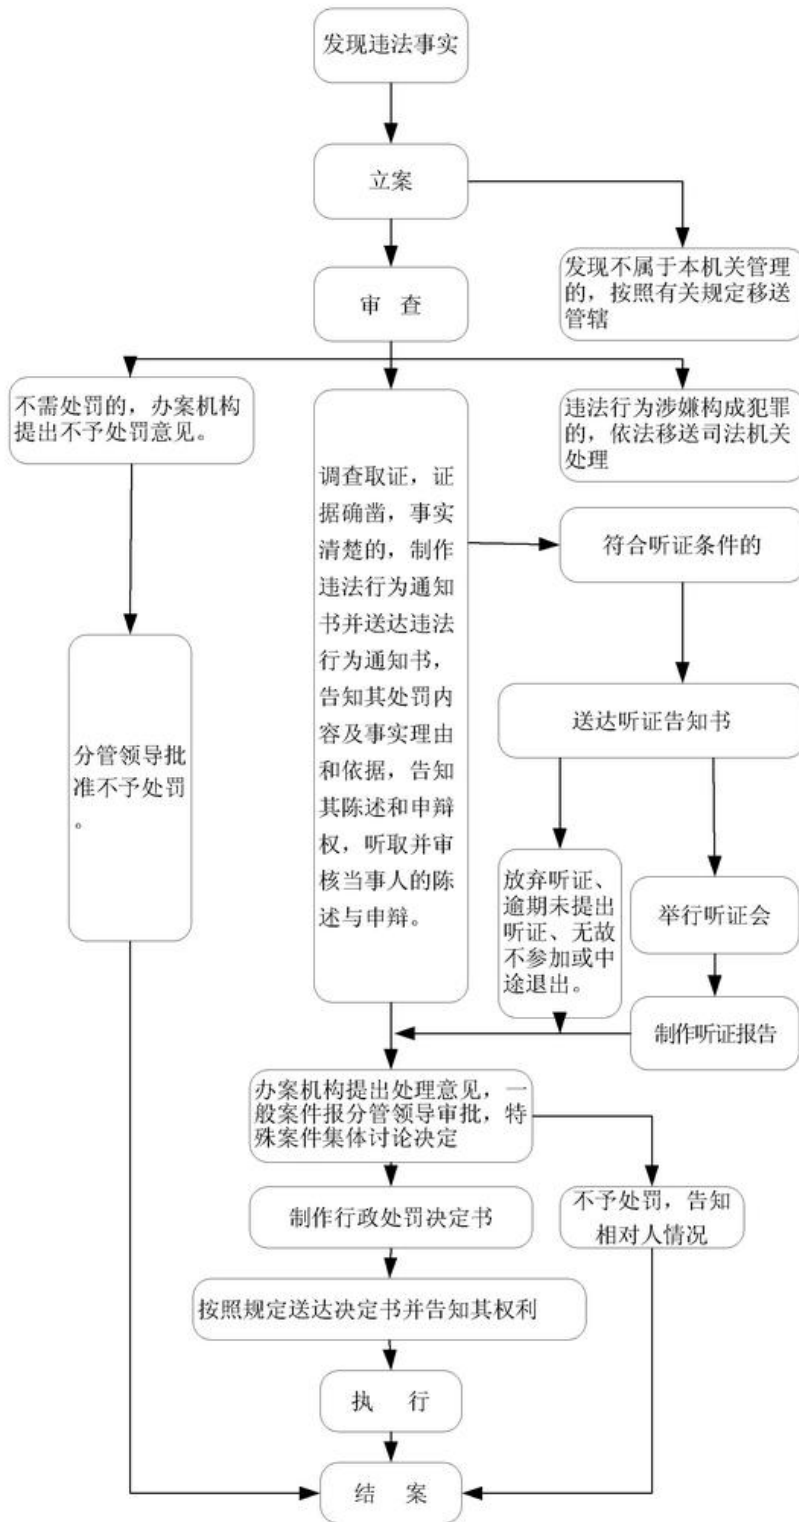 发现违法事实
立案
发现不属于本机关管理
的，按照有关规定移送
管辖
审 查
不需处罚的，办案机构
提出不予处罚意见。
违法行为涉嫌构成犯罪
的，依法移送司法机关
处理
调查取证，证
据确凿，事实
清楚的，制作
违法行为通知
书并送达违法
行为通知书，
告知其处罚内
容及事实理由
和依据，告知
其陈述和申辩
权，听取并审
核当事人的陈
述与申辩。
符合听证条件的
分管领导批
准不予处罚
。
送达听证告知书
放弃听证、
逾期未提出
听证、无故
不参加或中
途退出。
举行听证会
制作听证报告
办案机构提出处理意见，一
般案件报分管领导审批，特
殊案件集体讨论决定
制作行政处罚决定书
不予处罚，告知
相对人情况
按照规定送达决定书并告知其权利
执 行
结 案